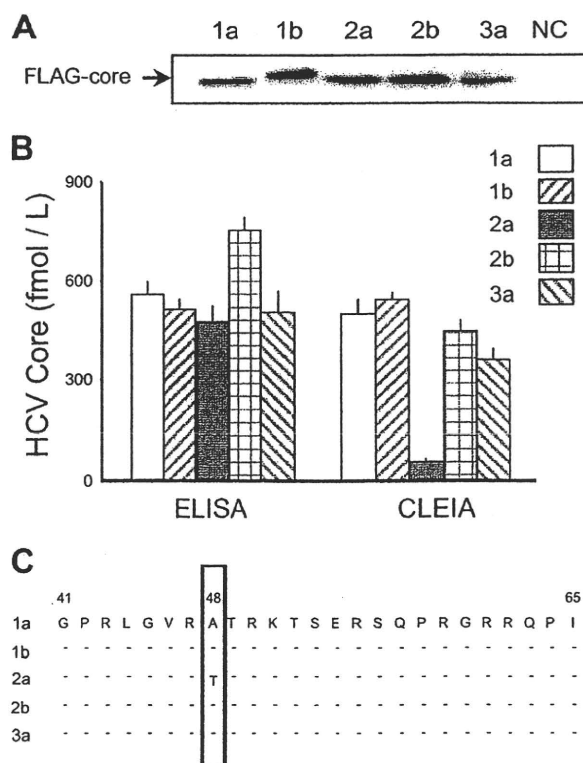 A
1a 1b 2a 2b 3a NC
FLAG-core
B
HCV Core (fmol / L)
900
600
300
0
1a
1b
2a
2b
3a
ELISA CLEIA
C
41 48 65
1a G P R L G V R A T R K T S E R S Q P R G R R Q P I
1b - - - - - - - - - - - - - - - - - - - - - - - - -
2a - - - - - - - T - - - - - - - - - - - - - - - - -
2b - - - - - - - - - - - - - - - - - - - - - - - - -
3a - - - - - - - - - - - - - - - - - - - - - - - - -